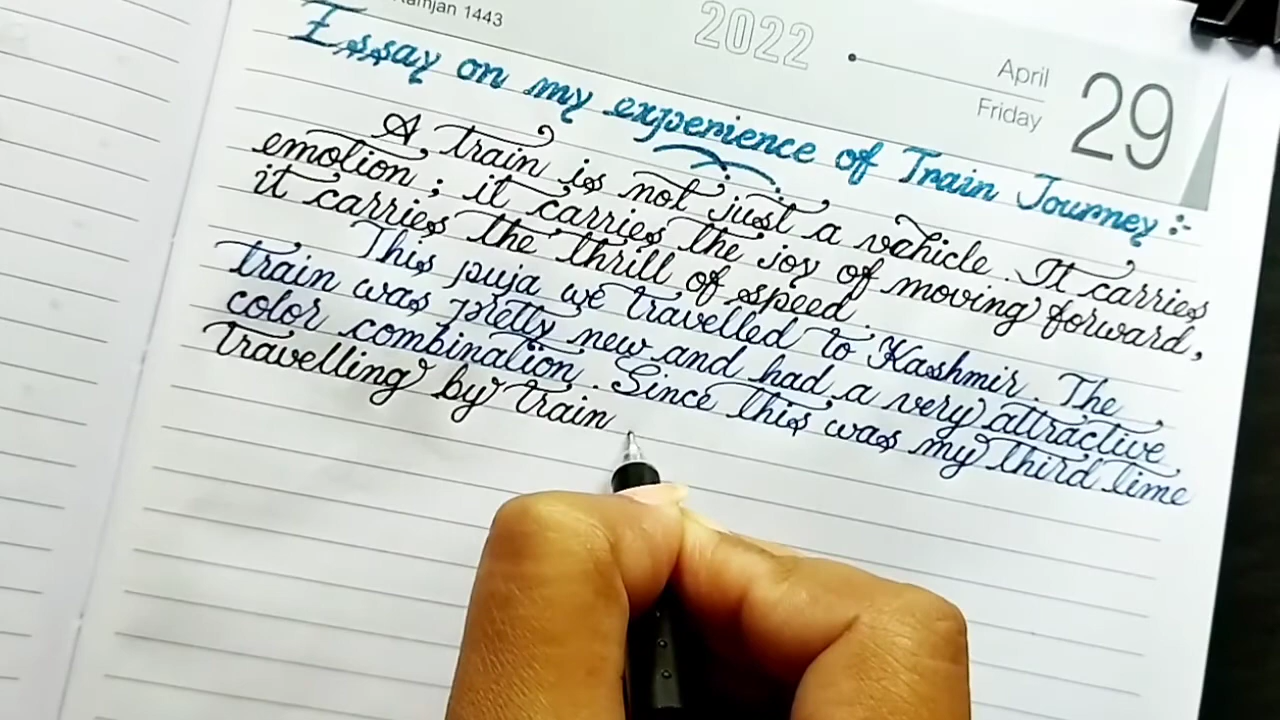 Ramjan 1443
2022
April
Friday
29
Essay on my experience of Train Journey :-
A train is not just a vehicle. It carries
emotion ; it carries the joy of moving forward,
it carries the thrill of speed.
This puja we travelled to Kashmir. The
train was pretty new and had a very attractive
color combination. Since this was my third time
travelling by train